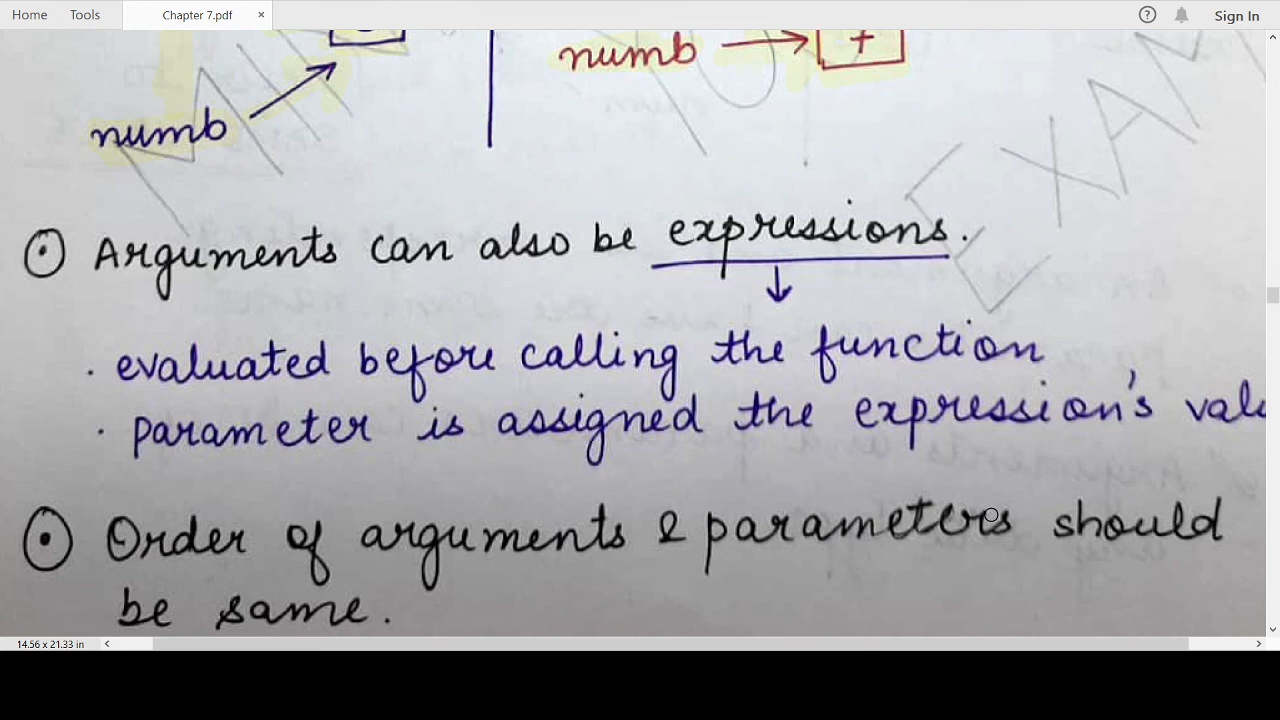 Home Tools Chapter 7.pdf × Sign In
numb
numb
EXAM
Arguments can also be expressions.
. evaluated before calling the function
. parameter is assigned the expression's
Order of arguments & parameters should
be same.
14.56 x 21.33 in